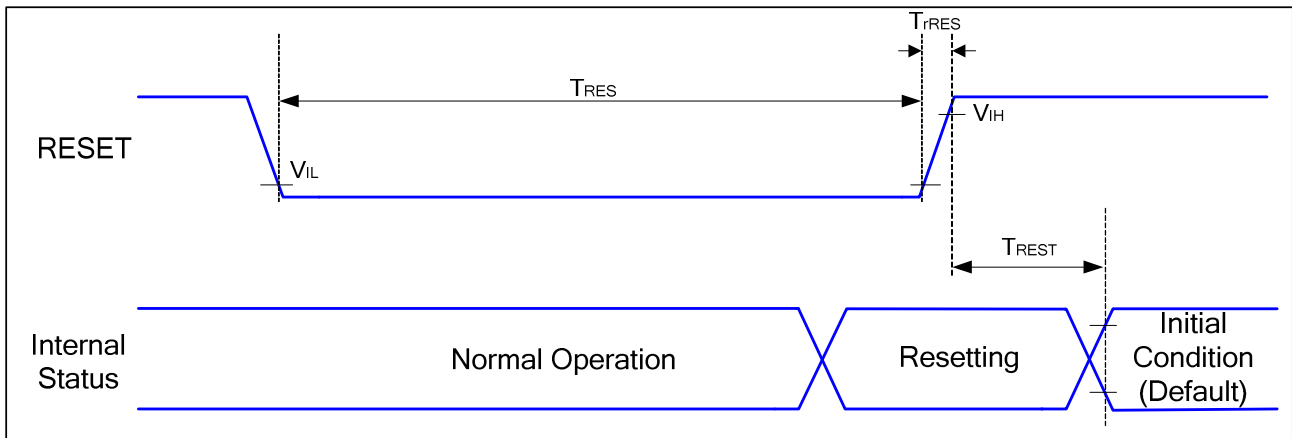 TrRES
TRES
RESET
VIH
VIL
TREST
Internal
Status
Normal Operation
Resetting
Initial
Condition
(Default)